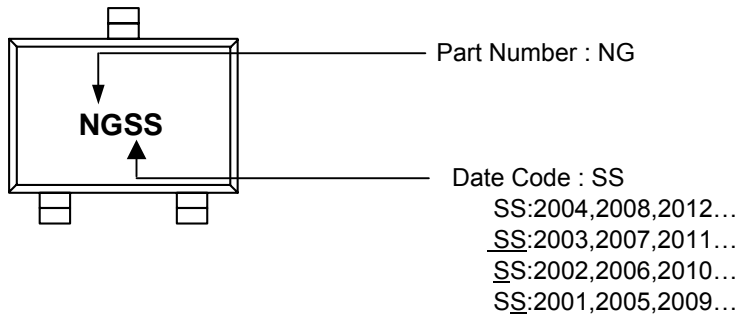 Part Number : NG
NGSS
Date Code : SS
SS:2004,2008,2012…
SS:2003,2007,2011…
SS:2002,2006,2010…
SS:2001,2005,2009…